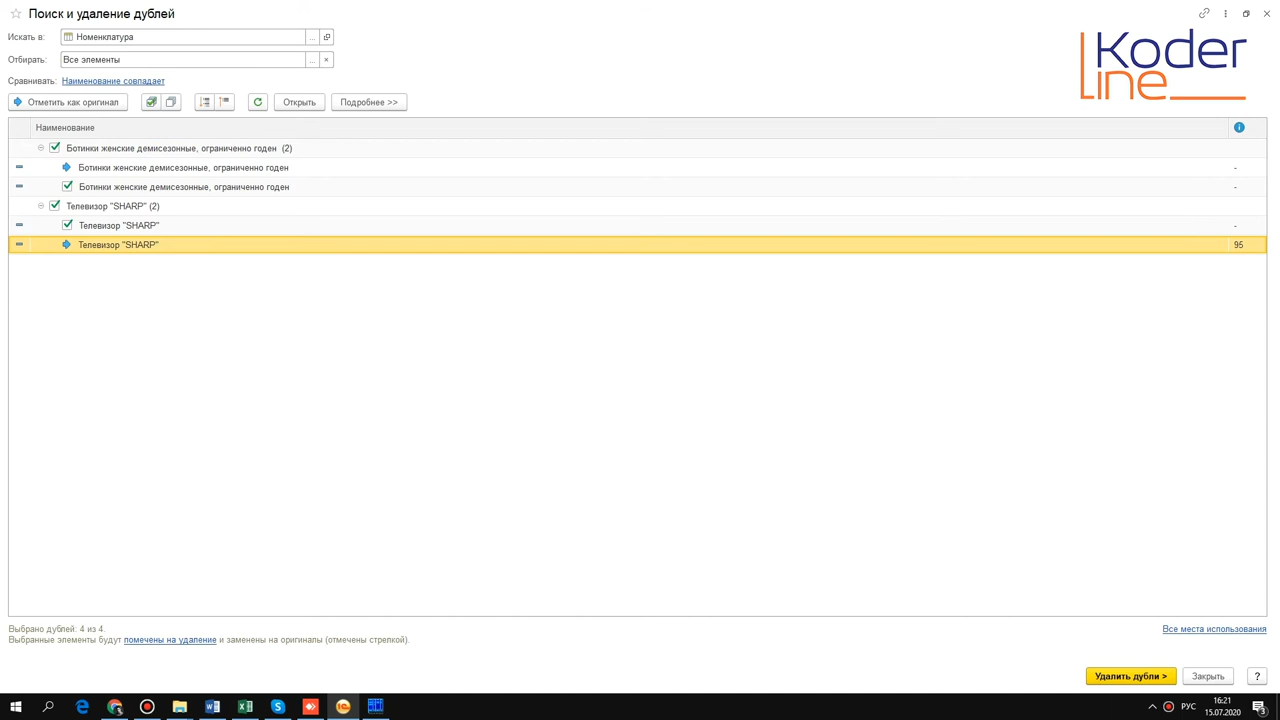 Поиск и удаление дублей
Искать в: Номенклатура ...
Отбирать: Все элементы ... ×
Сравнивать: Наименование совпадает
Koder
line
Отметить как оригинал Открыть Подробнее >>
Наименование
Ботинки женские демисезонные, ограниченно годен (2)
Ботинки женские демисезонные, ограниченно годен -
Ботинки женские демисезонные, ограниченно годен -
Телевизор "SHARP" (2)
Телевизор "SHARP" -
Телевизор "SHARP" 95
Выбрано дублей: 4 из 4.
Все места использования
Выбранные элементы будут помечены на удаление и заменены на оригиналы (отмечены стрелкой).
Удалить дубли > Закрыть ?
РУС 16:21
15.07.2020 3